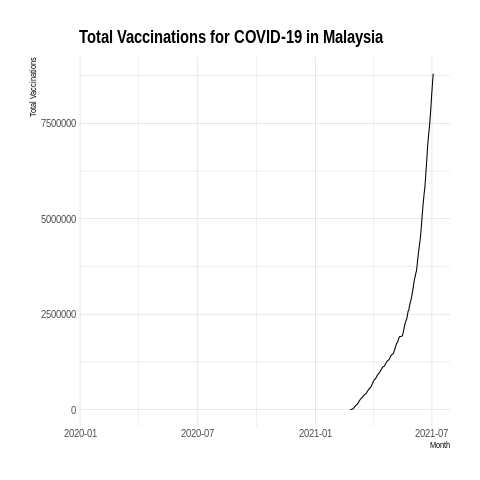 Total Vaccinations for COVID-19 in Malaysia
Total Vaccinations
7500000
5000000
2500000
0
2020-01 2020-07 2021-01 2021-07
Month